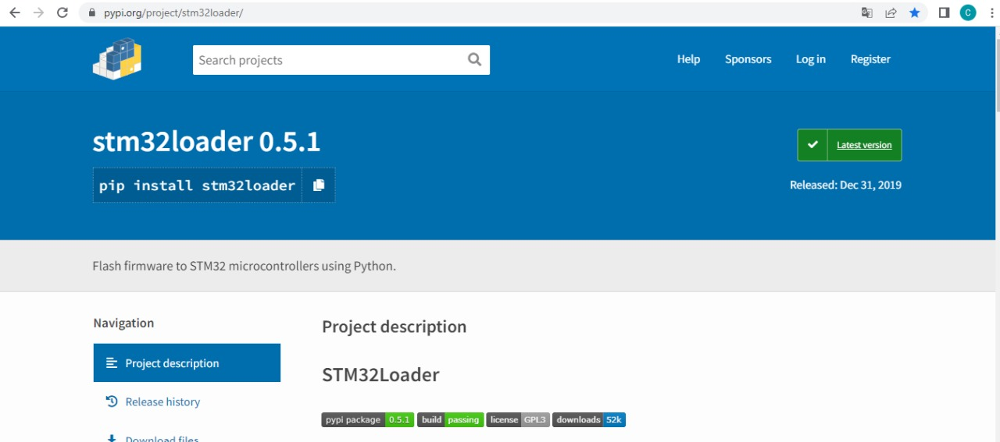 pypi.org/project/stm32loader/
C
Search projects
Help Sponsors Log in Register
stm32loader 0.5.1
Latest version
pip install stm32loader
Released: Dec 31, 2019
Flash firmware to STM32 microcontrollers using Python.
Navigation
Project description
Release history
Download files
Project description
STM32Loader
pypi package 0.5.1 build passing license GPL3 downloads 52k